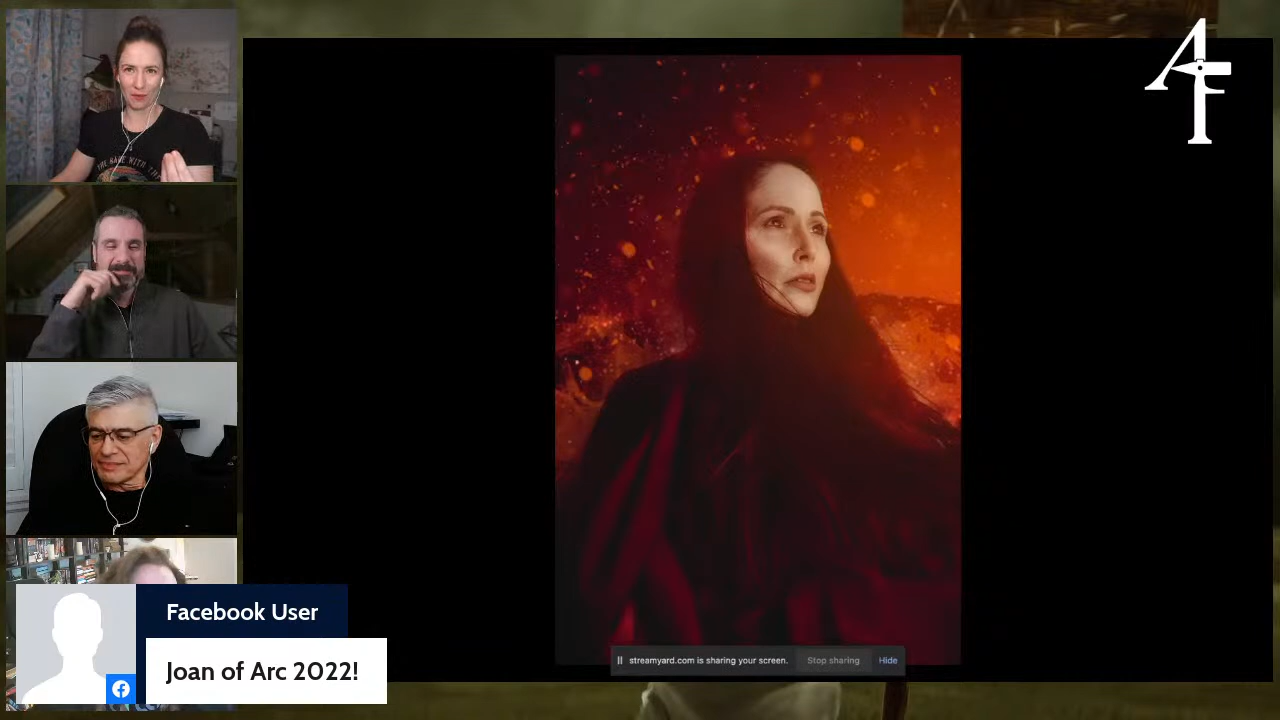 streamyard.com is sharing your screen. Stop sharing Hide
Facebook User
Joan of Arc 2022!